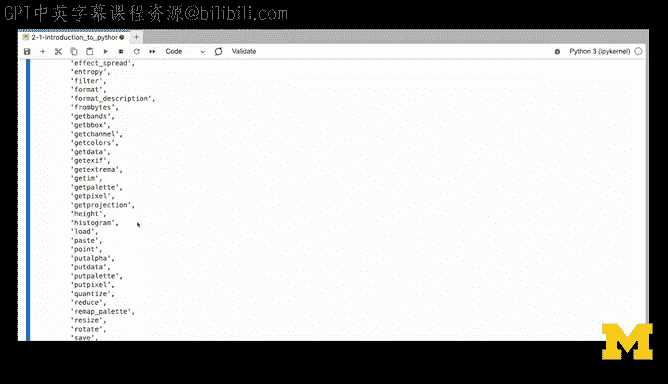 GPT中英字幕课程资源@bilibili.com
2-1-introduction_to_pythor
Code
Validate
Python 3 (ipykernel)
'effect_spread',
'entropy',
'filter',
'format',
'format_description',
'frombytes',
'getbands',
'getbbox',
'getchannel',
'getcolors',
'getdata',
'getexif',
'getextrema',
'getim',
'getpalette',
'getpixel',
'getprojection',
'height',
'histogram',
'load',
'paste',
'point',
'putalpha',
'putdata',
'putpalette',
'putpixel',
'quantize',
'reduce',
'remap_palette',
'resize',
'rotate',
'save',
M